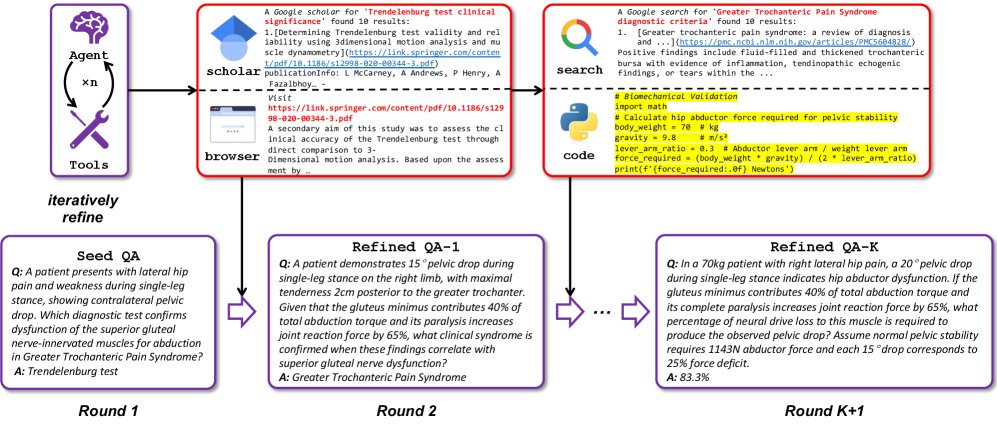 Agent
×n
Tools
iteratively
refine
A Google scholar for 'Trendelenburg test clinical
significance' found 10 results:
1.[Determining Trendelenburg test validity and rel
iability using 3dimensional motion analysis and mu
scle dynamometry](https://link.springer.com/conten
t/pdf/10.1186/s12998-020-00344-3.pdf)
publicationInfo: L McCarney, A Andrews, P Henry, A
Fazalbhoy… -
scholar
Visit
https://link.springer.com/content/pdf/10.1186/s129
98-020-00344-3.pdf
A secondary aim of this study was to assess the cl
inical accuracy of the Trendelenburg test through
direct comparison to 3-
Dimensional motion analysis. Based upon the assess
ment by …
browser
A Google search for 'Greater Trochanteric Pain Syndrome
diagnostic criteria' found 10 results:
1. [Greater trochanteric pain syndrome: a review of diagnosis
and ...](https://pmc.ncbi.nlm.nih.gov/articles/PMC5604828/)
Positive findings include fluid-filled and thickened trochanteric
bursa with evidence of inflammation, tendinopathic echogenic
findings, or tears within the ...
search
# Biomechanical Validation
import math
# Calculate hip abductor force required for pelvic stability
body_weight = 70 # kg
gravity = 9.8 # m/s²
lever_arm_ratio = 0.3 # Abductor lever arm / weight lever arm
force_required = (body_weight * gravity) / (2 * lever_arm_ratio)
print(f'{force_required:.0f} Newtons')
code
Seed QA
Q: A patient presents with lateral hip
pain and weakness during single-leg
stance, showing contralateral pelvic
drop. Which diagnostic test confirms
dysfunction of the superior gluteal
nerve-innervated muscles for abduction
in Greater Trochanteric Pain Syndrome?
A: Trendelenburg test
Refined QA-1
Q: A patient demonstrates 15° pelvic drop during
single-leg stance on the right limb, with maximal
tenderness 2cm posterior to the greater trochanter.
Given that the gluteus minimus contributes 40% of
total abduction torque and its paralysis increases
joint reaction force by 65%, what clinical syndrome is
confirmed when these findings correlate with
superior gluteal nerve dysfunction?
A: Greater Trochanteric Pain Syndrome
...
Refined QA-K
Q: In a 70kg patient with right lateral hip pain, a 20° pelvic drop
during single-leg stance indicates hip abductor dysfunction. If the
gluteus minimus contributes 40% of total abduction torque and
its complete paralysis increases joint reaction force by 65%, what
percentage of neural drive loss to this muscle is required to
produce the observed pelvic drop? Assume normal pelvic stability
requires 1143N abductor force and each 15° drop corresponds to
25% force deficit.
A: 83.3%
Round 1
Round 2
Round K+1